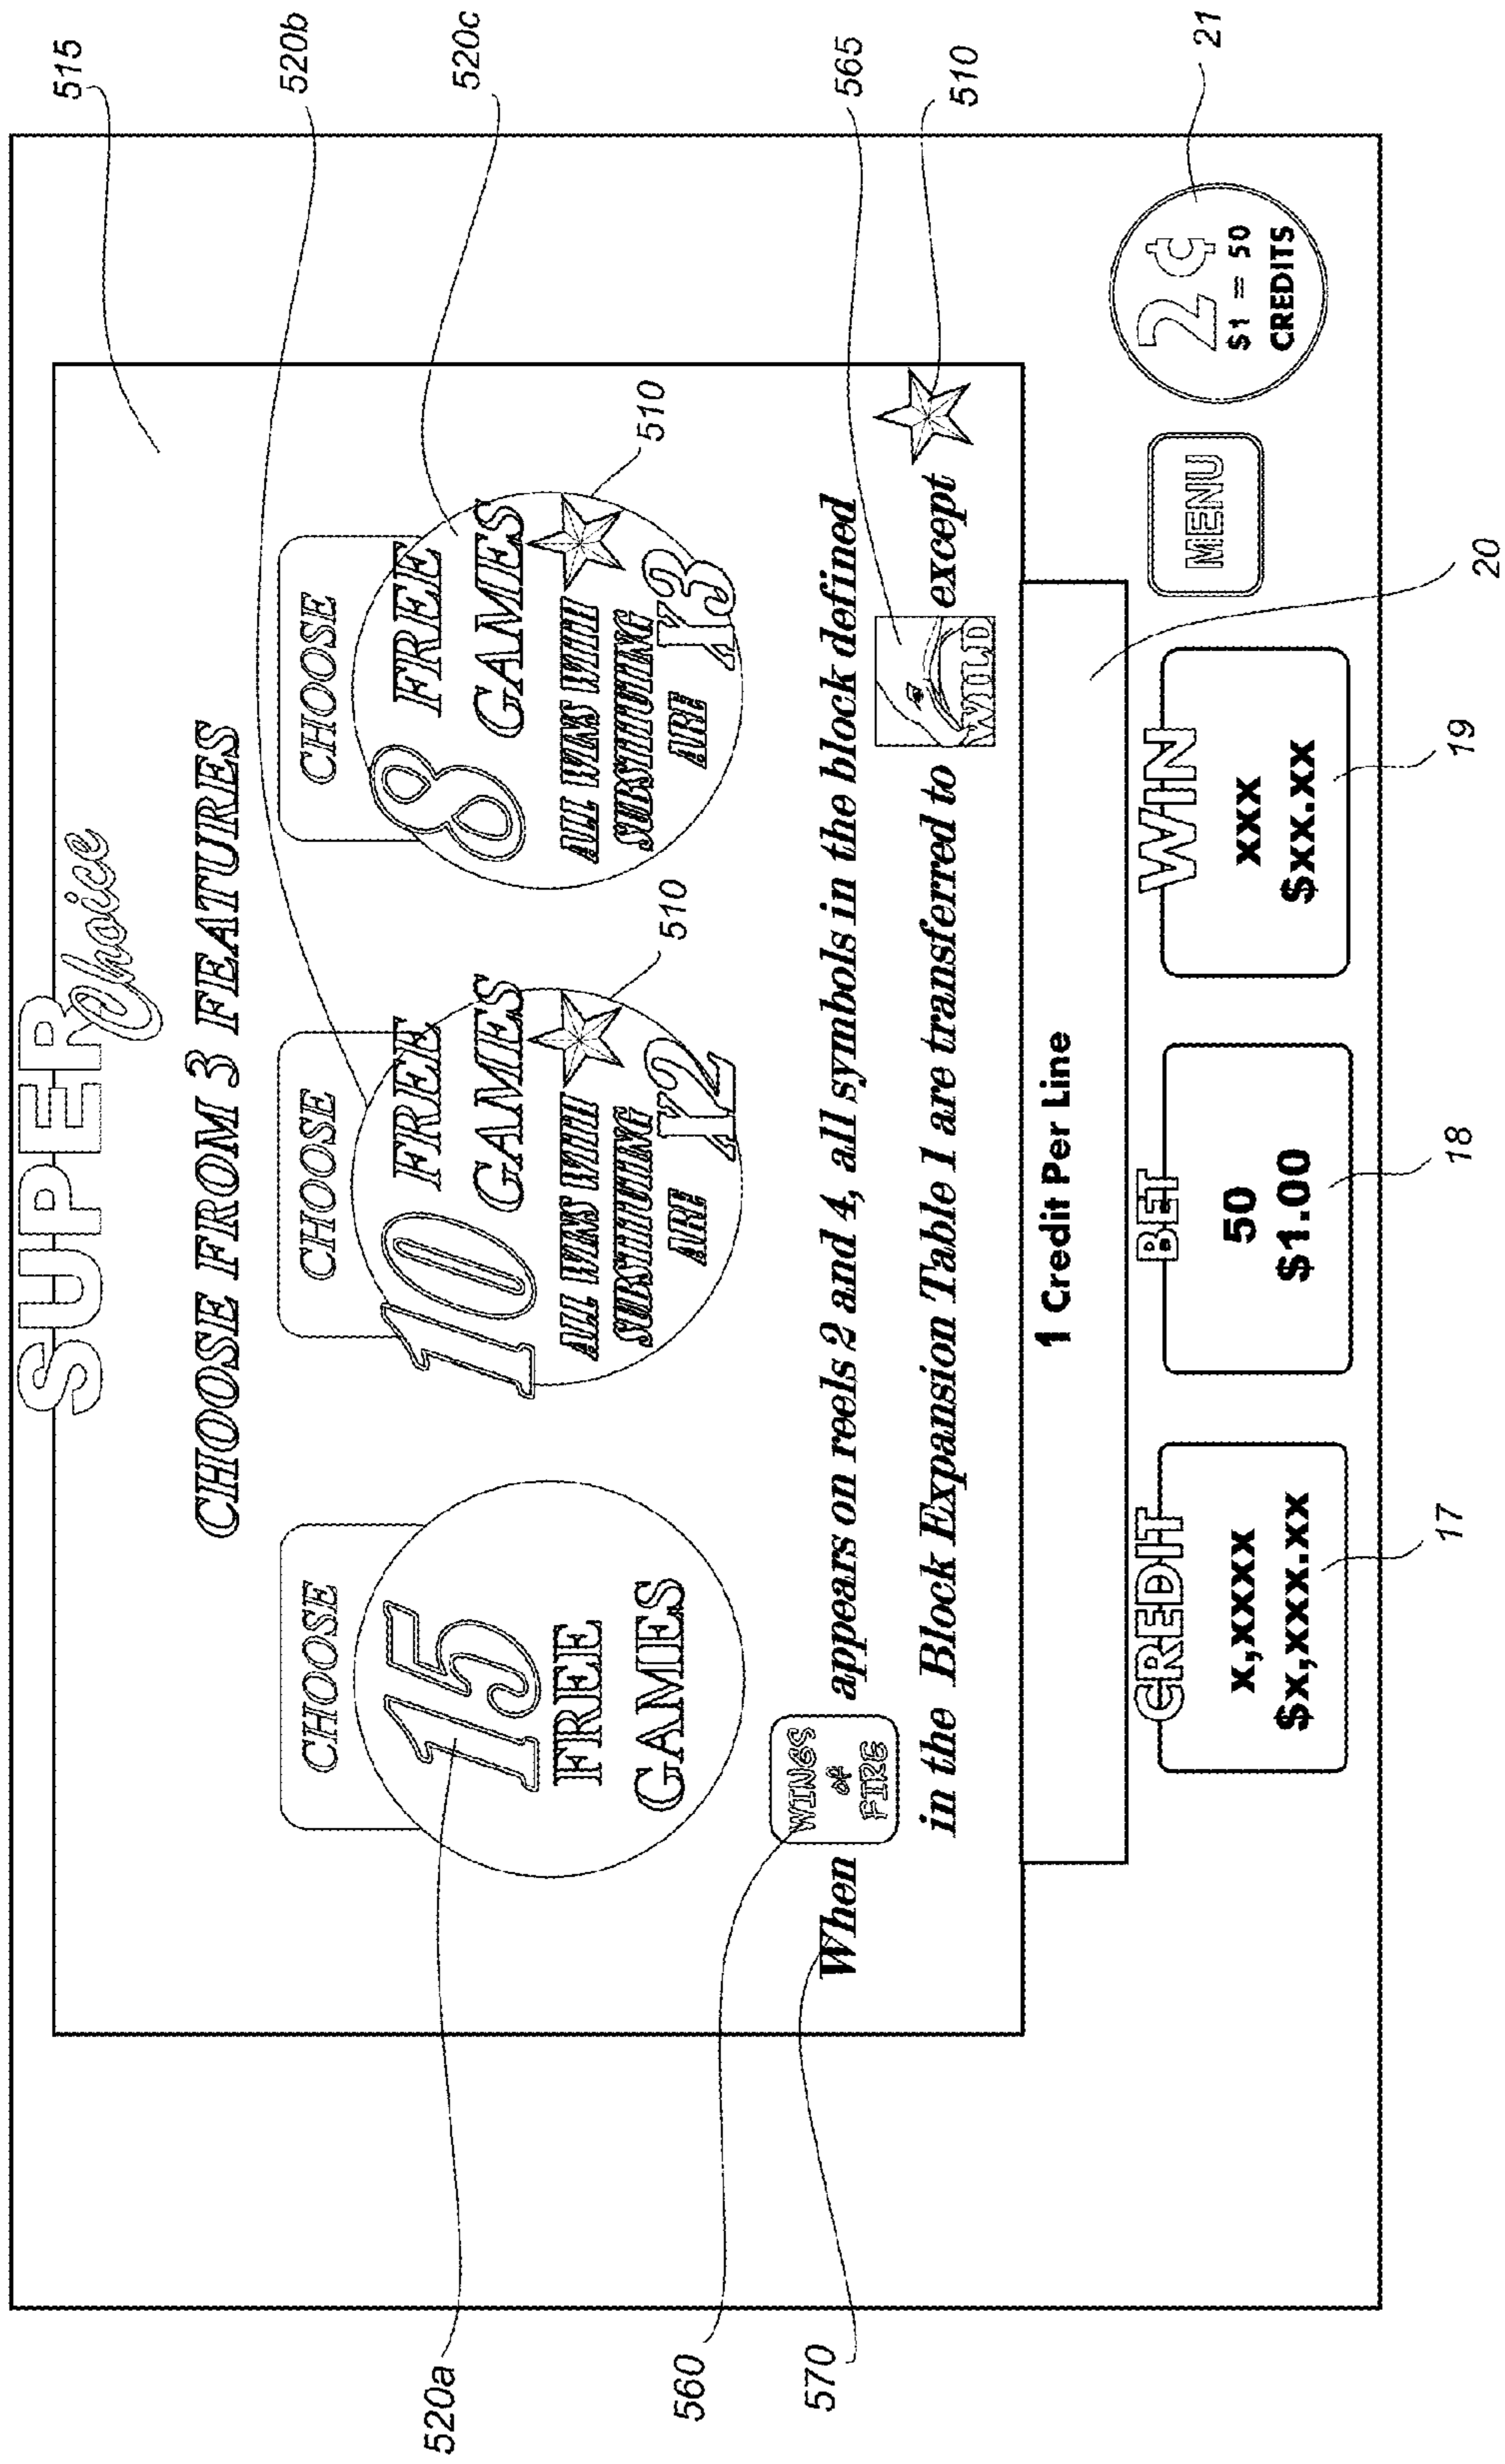 515
520b
520c
565
510
21
SUPER
Choice
CHOOSE FROM 3 FEATURES
CHOOSE
15
FREE
GAMES
CHOOSE
10 FREE
GAMES
ALL WINS WITH
SUBSTITUTING
ARE X2
510
CHOOSE
8 FREE
GAMES
ALL WINS WITH
SUBSTITUTING
ARE X3
510
When WINGS OF FIRE appears on reels 2 and 4, all symbols in the block defined
in the Block Expansion Table 1 are transferred to WILD except
1 Credit Per Line
CREDIT
x,xxxx
$x,xxx.xx
BET
50
$1.00
WIN
xxx
$xx.xx
MENU
2¢
$1 = 50
CREDITS
520a
560
570
17
18
19
20